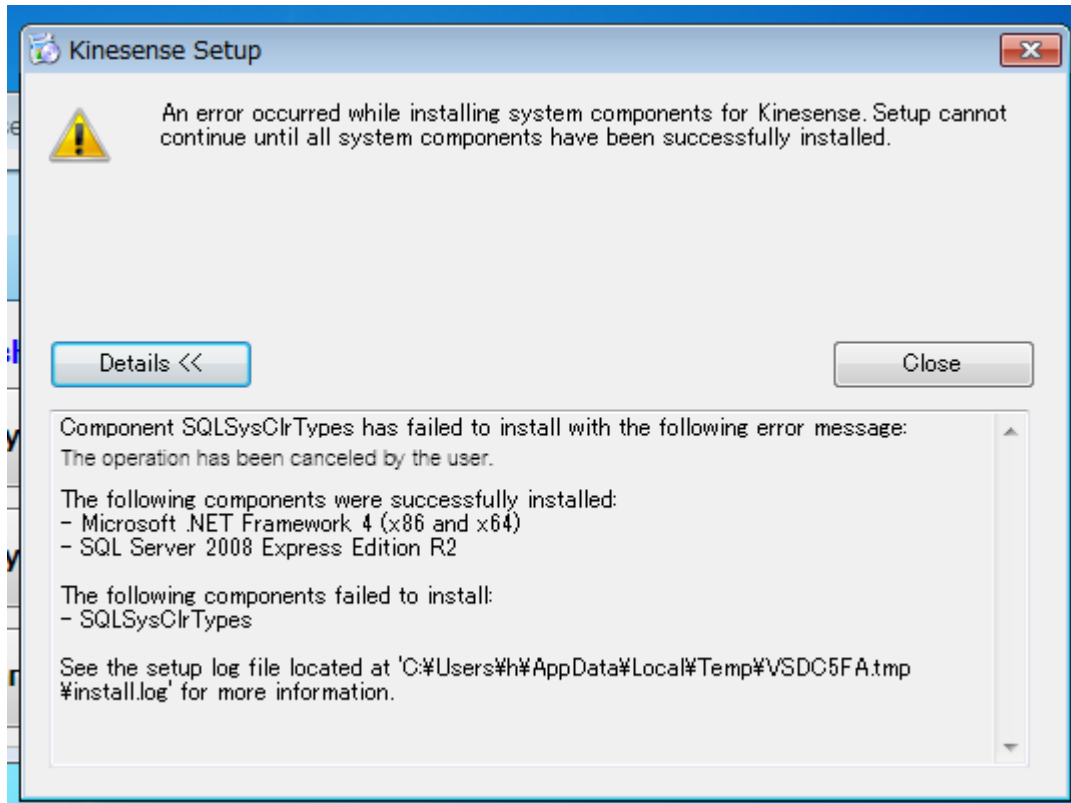 Kinesense Setup
An error occurred while installing system components for Kinesense. Setup cannot
continue until all system components have been successfully installed.
Details <<
Close
Component SQLSysClrTypes has failed to install with the following error message:
The operation has been canceled by the user.
The following components were successfully installed:
- Microsoft .NET Framework 4 (x86 and x64)
- SQL Server 2008 Express Edition R2
The following components failed to install:
- SQLSysClrTypes
See the setup log file located at 'C:¥Users¥h¥AppData¥Local¥Temp¥VSDC5FA.tmp
¥install.log' for more information.